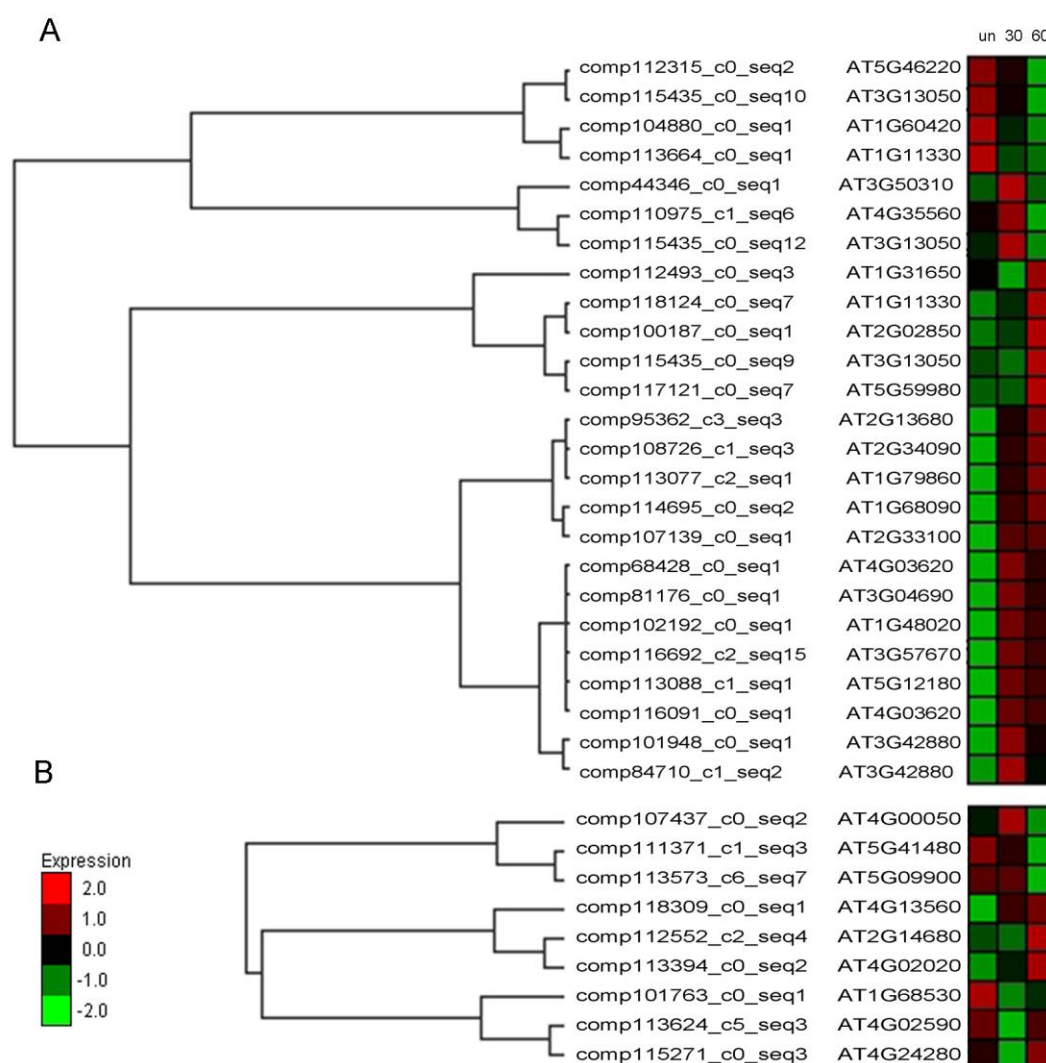 A
un 30 60
comp112315_c0_seq2 AT5G46220
comp115435_c0_seq10 AT3G13050
comp104880_c0_seq1 AT1G60420
comp113664_c0_seq1 AT1G11330
comp44346_c0_seq1 AT3G50310
comp110975_c1_seq6 AT4G35560
comp115435_c0_seq12 AT3G13050
comp112493_c0_seq3 AT1G31650
comp118124_c0_seq7 AT1G11330
comp100187_c0_seq1 AT2G02850
comp115435_c0_seq9 AT3G13050
comp117121_c0_seq7 AT5G59980
comp95362_c3_seq3 AT2G13680
comp108726_c1_seq3 AT2G34090
comp113077_c2_seq1 AT1G79860
comp114695_c0_seq2 AT1G68090
comp107139_c0_seq1 AT2G33100
comp68428_c0_seq1 AT4G03620
comp81176_c0_seq1 AT3G04690
comp102192_c0_seq1 AT1G48020
comp116692_c2_seq15 AT3G57670
comp113088_c1_seq1 AT5G12180
comp116091_c0_seq1 AT4G03620
comp101948_c0_seq1 AT3G42880
comp84710_c1_seq2 AT3G42880
B
comp107437_c0_seq2 AT4G00050
comp111371_c1_seq3 AT5G41480
comp113573_c6_seq7 AT5G09900
comp118309_c0_seq1 AT4G13560
comp112552_c2_seq4 AT2G14680
comp113394_c0_seq2 AT4G02020
comp101763_c0_seq1 AT1G68530
comp113624_c5_seq3 AT4G02590
comp115271_c0_seq3 AT4G24280
Expression
2.0
1.0
0.0
-1.0
-2.0